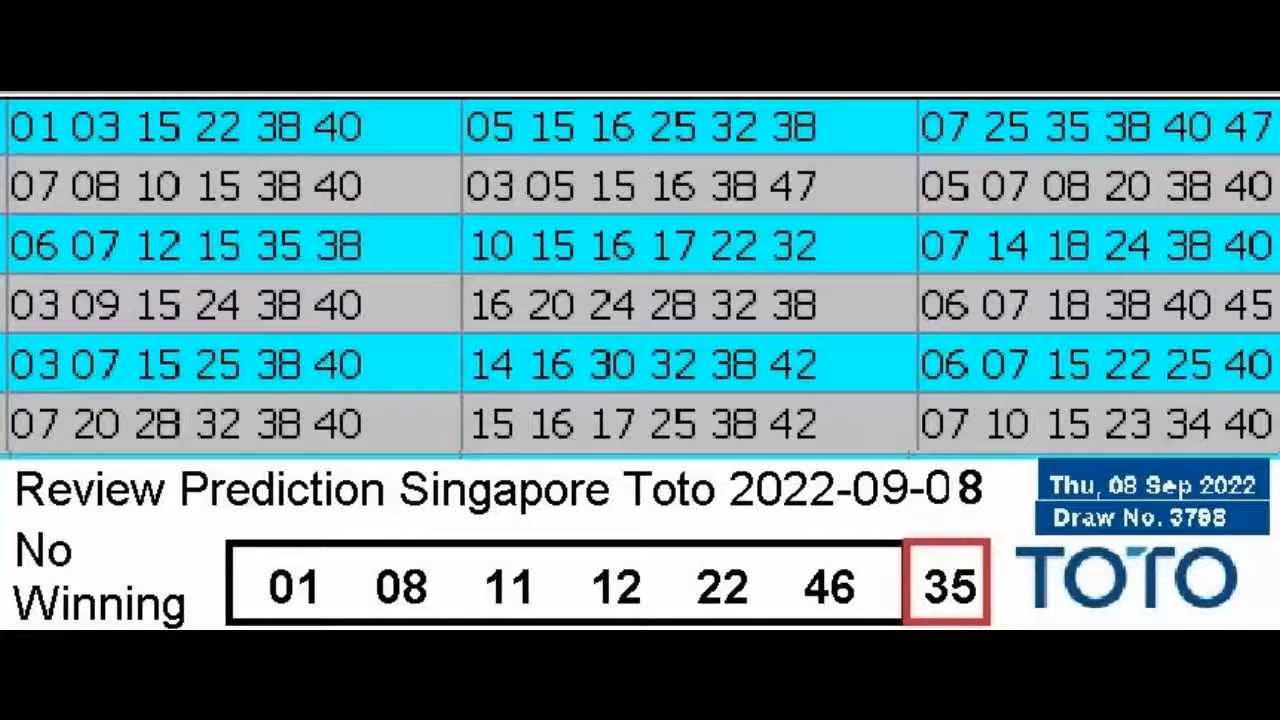 01 03 15 22 38 40 05 15 16 25 32 38 07 25 35 38 40 47
07 08 10 15 38 40 03 05 15 16 38 47 05 07 08 20 38 40
06 07 12 15 35 38 10 15 16 17 22 32 07 14 18 24 38 40
03 09 15 24 38 40 16 20 24 28 32 38 06 07 18 38 40 45
03 07 15 25 38 40 14 16 30 32 38 42 06 07 15 22 25 40
07 20 28 32 38 40 15 16 17 25 38 42 07 10 15 23 34 40
Review Prediction Singapore Toto 2022-09-08
Thu, 08 Sep 2022
Draw No. 3798
No
Winning
01 08 11 12 22 46 35
TOTO